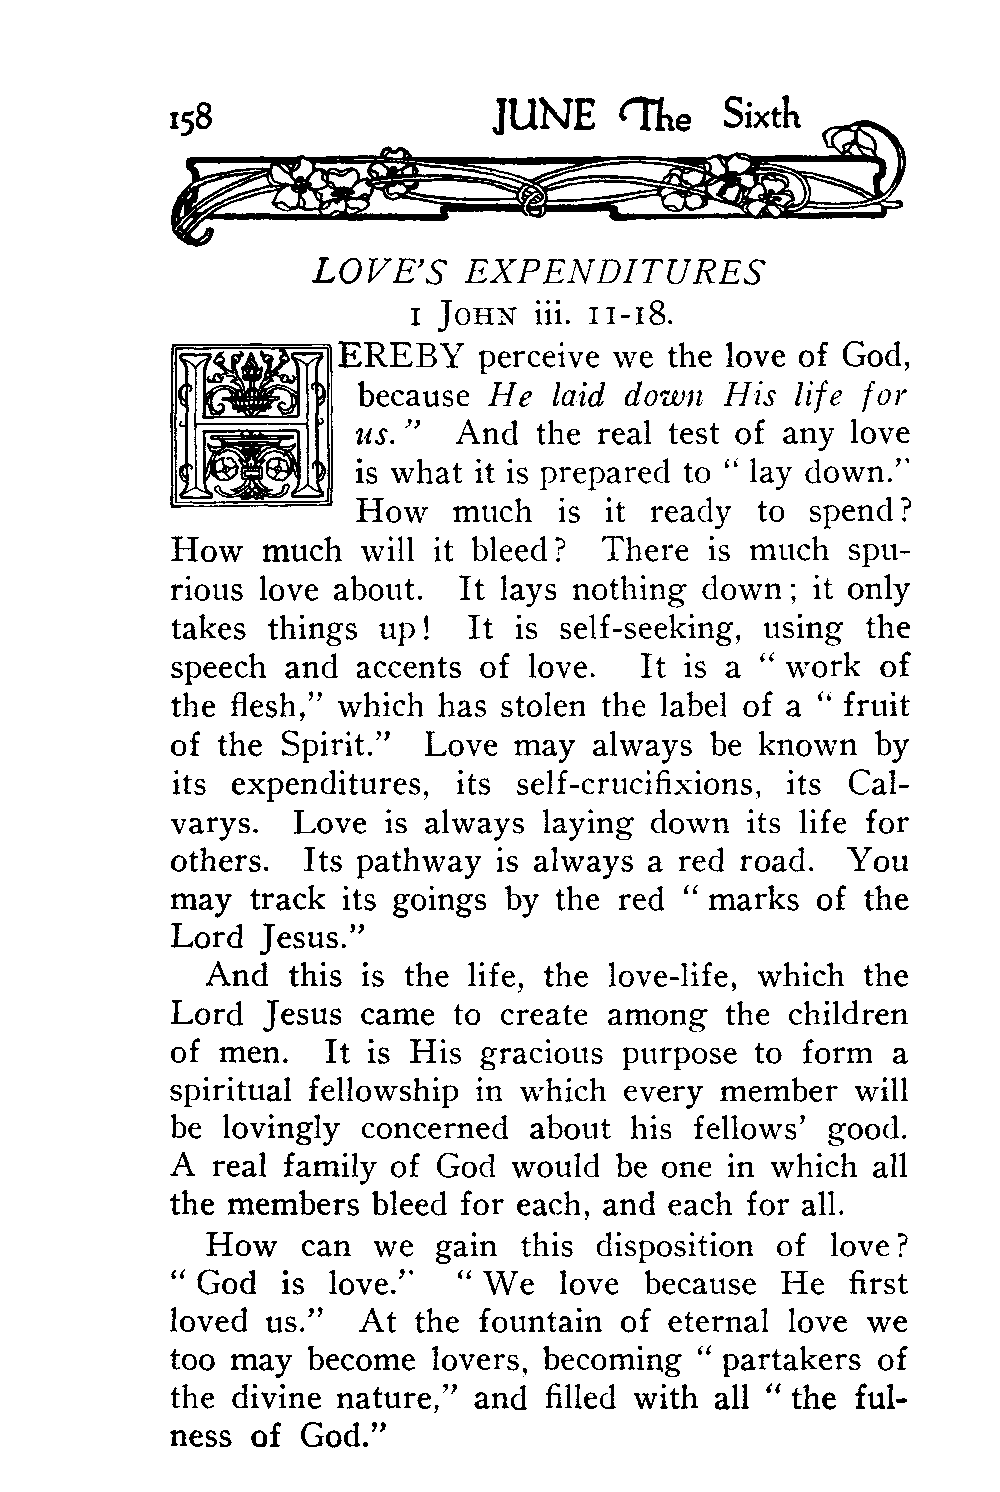 158 JUNE The Sixth
LOVE'S EXPENDITURES
1 JOHN iii. 11-18.
HEREBY perceive we the love of God,
because He laid down His life for
us." And the real test of any love
is what it is prepared to "lay down."
How much is it ready to spend?
How much will it bleed? There is much spu-
rious love about. It lays nothing down; it only
takes things up! It is self-seeking, using the
speech and accents of love. It is a "work of
the flesh," which has stolen the label of a "fruit
of the Spirit." Love may always be known by
its expenditures, its self-crucifixions, its Cal-
varys. Love is always laying down its life for
others. Its pathway is always a red road. You
may track its goings by the red "marks of the
Lord Jesus."
And this is the life, the love-life, which the
Lord Jesus came to create among the children
of men. It is His gracious purpose to form a
spiritual fellowship in which every member will
be lovingly concerned about his fellows' good.
A real family of God would be one in which all
the members bleed for each, and each for all.
How can we gain this disposition of love?
"God is love." "We love because He first
loved us." At the fountain of eternal love we
too may become lovers, becoming "partakers of
the divine nature," and filled with all "the ful-
ness of God."